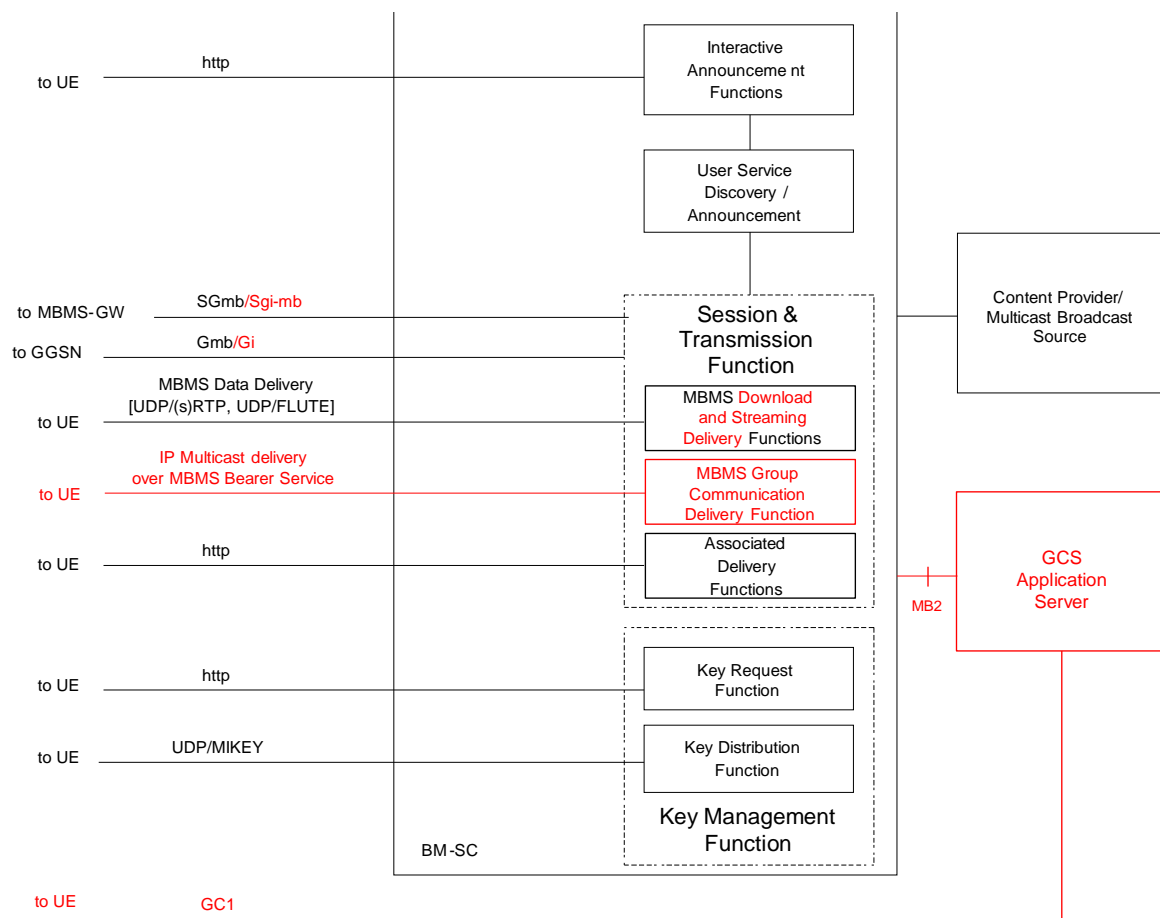 http
to UE
Interactive
Announceme nt
Functions
User Service
Discovery /
Announcement
to MBMS-GW
SGmb/Sgi-mb
to GGSN
Gmb/Gi
Session &
Transmission
Function
Content Provider/
Multicast Broadcast
Source
MBMS Data Delivery
[UDP/(s)RTP, UDP/FLUTE]
to UE
MBMS Download
and Streaming
Delivery Functions
IP Multicast delivery
over MBMS Bearer Service
to UE
MBMS Group
Communication
Delivery Function
http
to UE
Associated
Delivery
Functions
MB2
GCS
Application
Server
http
to UE
Key Request
Function
UDP/MIKEY
to UE
Key Distribution
Function
Key Management
Function
BM-SC
to UE
GC1